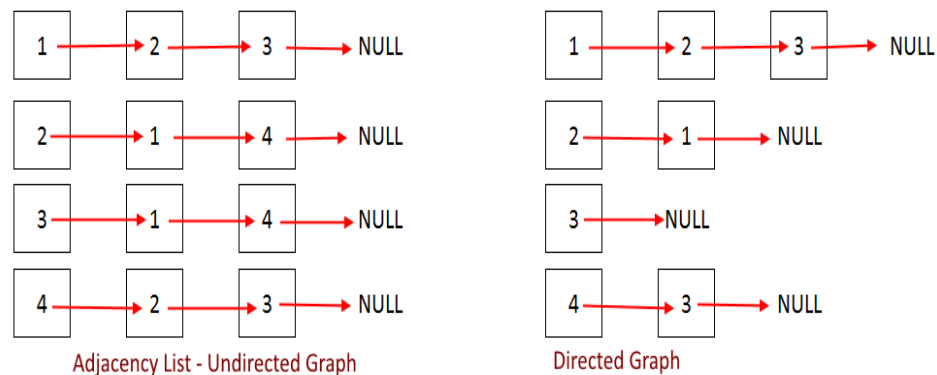 1 2 3 NULL 1 2 3 NULL
2 1 4 NULL 2 1 NULL
3 1 4 NULL 3 NULL
4 2 3 NULL 4 3 NULL
Adjacency List - Undirected Graph Directed Graph